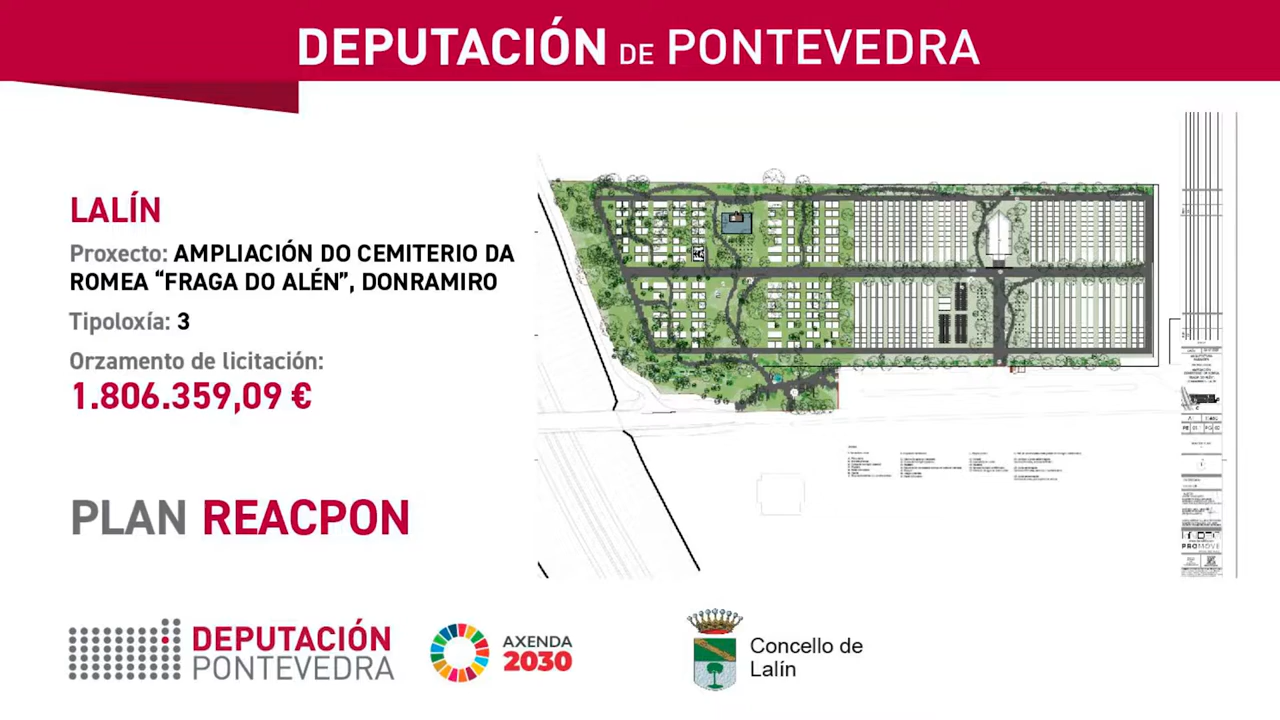 DEPUTACIÓN DE PONTEVEDRA
LALÍN
Proxecto: AMPLIACIÓN DO CEMITERIO DA
ROMEA “FRAGA DO ALÉN”, DONRAMIRO
Tipoloxía: 3
Orzamento de licitación:
1.806.359,09 €
PLAN REACPON
PROMOVE
DEPUTACIÓN
PONTEVEDRA
AXENDA
2030
Concello de
Lalín